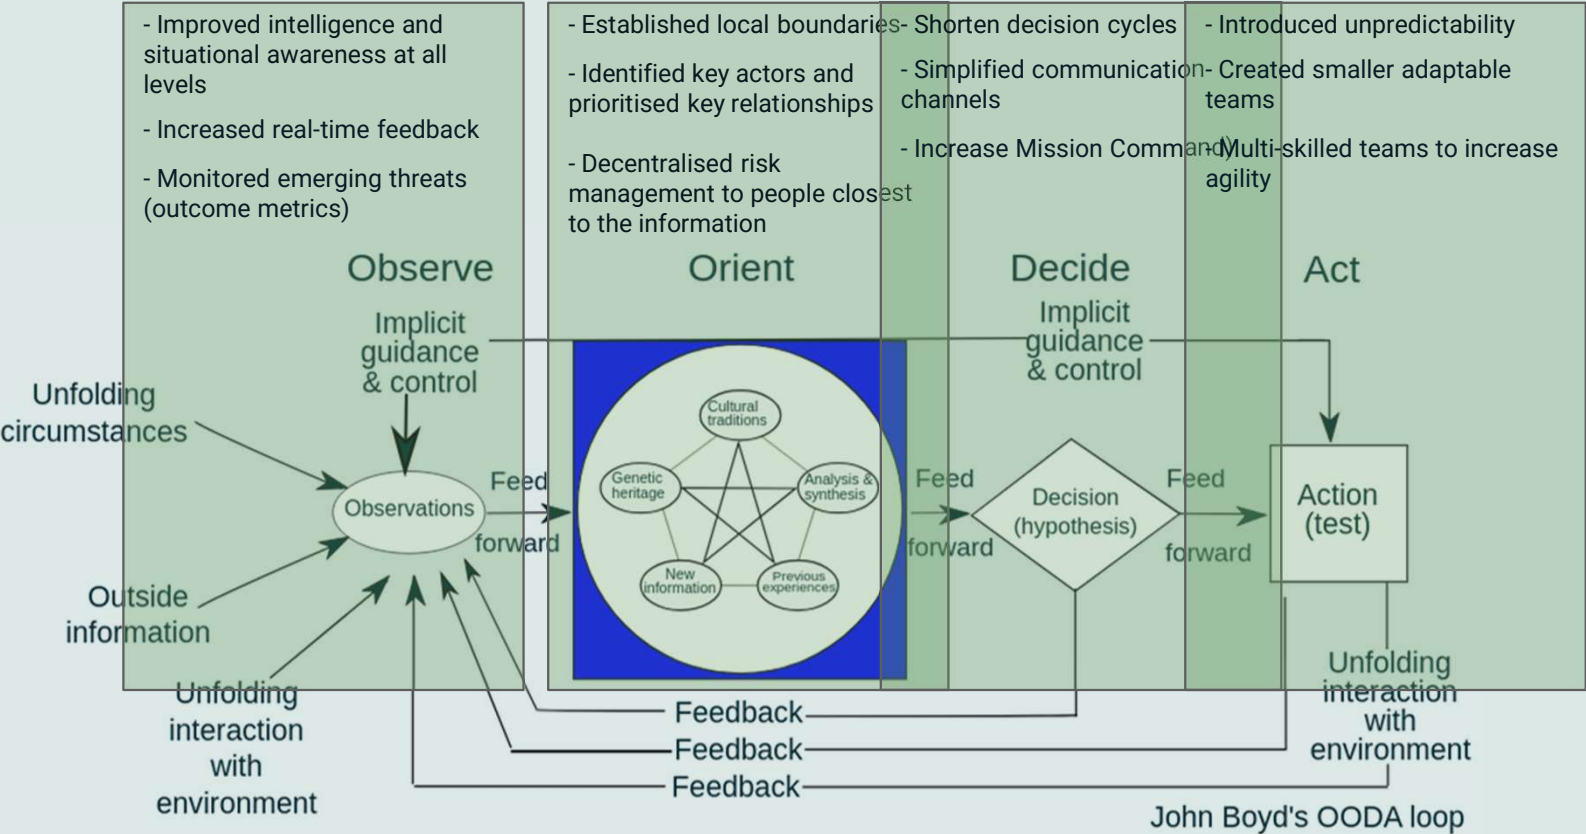 - Improved intelligence and
situational awareness at all
levels
- Increased real-time feedback
- Monitored emerging threats
(outcome metrics)
- Established local boundaries
- Identified key actors and
prioritised key relationships
- Decentralised risk
management to people closest
to the information
- Shorten decision cycles
- Simplified communication
channels
- Increase Mission Command)
- Introduced unpredictability
- Created smaller adaptable
teams
- Multi-skilled teams to increase
agility
Observe
Orient
Decide
Act
Implicit
guidance
& control
Implicit
guidance
& control
Unfolding
circumstances
Observations
Feed
forward
Cultural
traditions
Genetic
heritage
Analysis &
synthesis
New
information
Previous
experiences
Feed
forward
Decision
(hypothesis)
Feed
forward
Action
(test)
Outside
information
Unfolding
interaction
with
environment
Unfolding
interaction
with
environment
Feedback
Feedback
Feedback
John Boyd's OODA loop